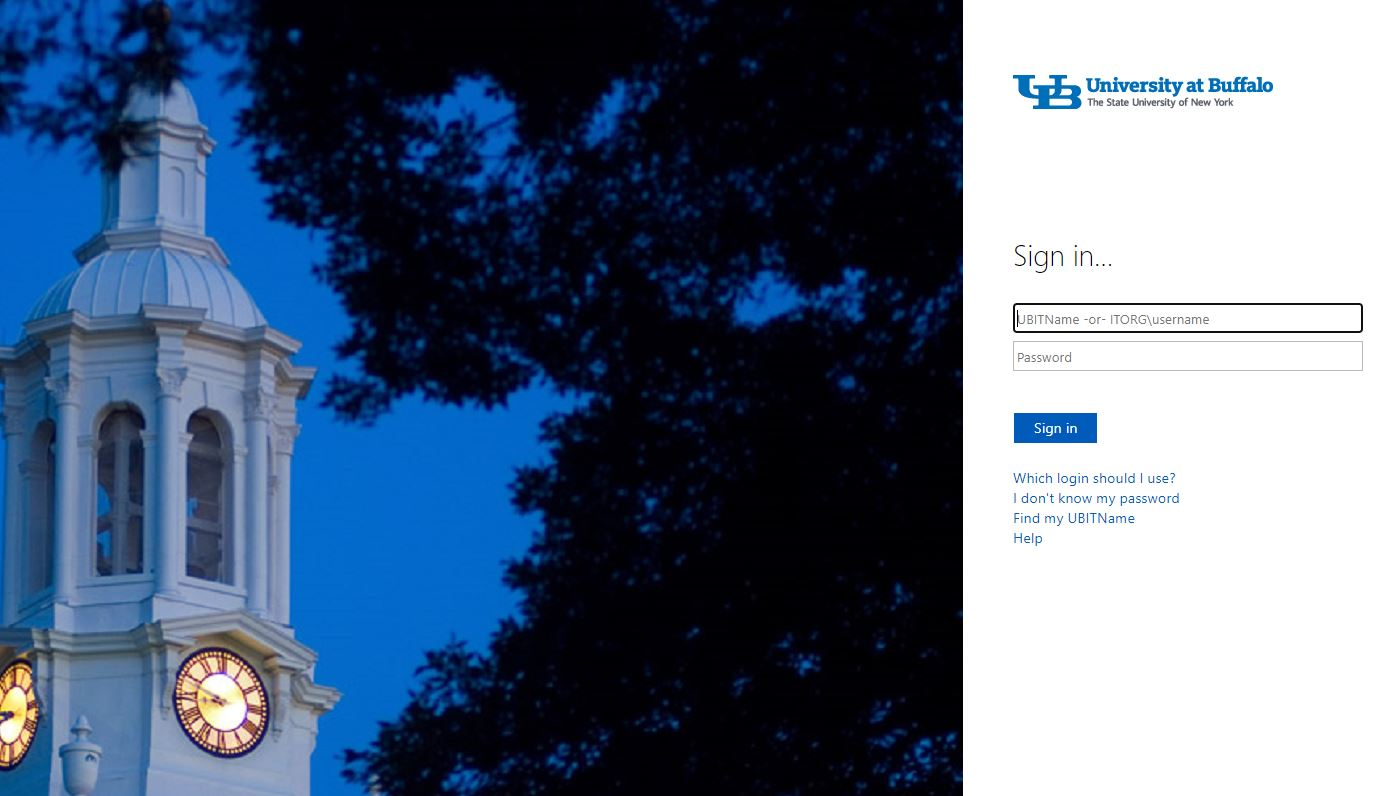 University at Buffalo
The State University of New York
Sign in...
UBITName -or- ITORG\username
Password
Sign in
Which login should I use?
I don't know my password
Find my UBITName
Help